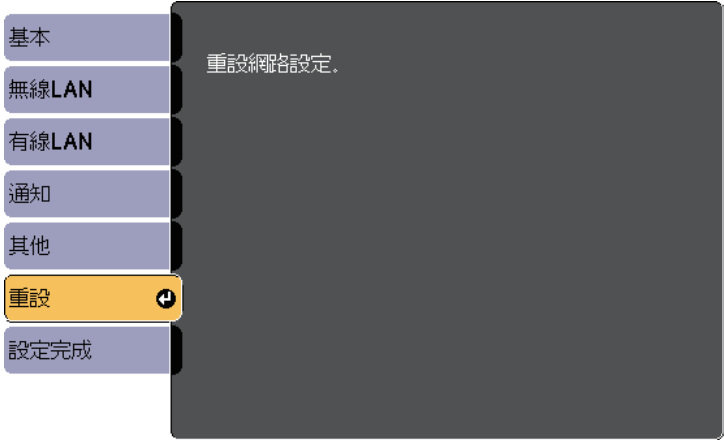 基本
無線LAN
有線LAN
通知
其他
重設
設定完成
重設網路設定.